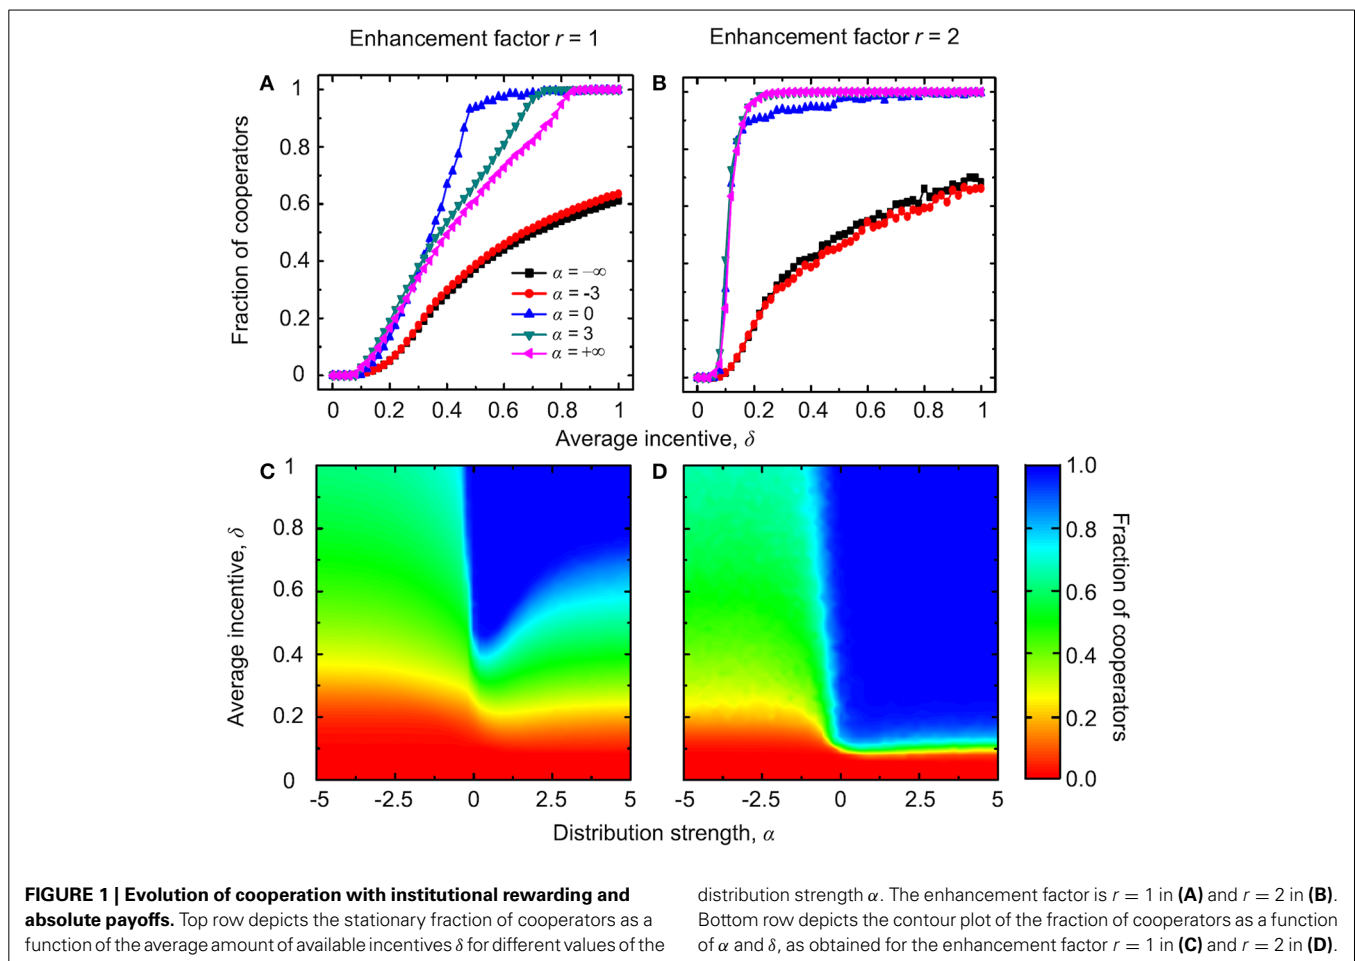 Enhancement factor r = 1
Enhancement factor r = 2
A
B
1
0.8
0.6
0.4
0.2
0
Fraction of cooperators
α = −∞
α = -3
α = 0
α = 3
α = +∞
0 0.2 0.4 0.6 0.8 1
0 0.2 0.4 0.6 0.8 1
Average incentive, δ
C
D
1
0.8
0.6
0.4
0.2
0
Average incentive, δ
-5 -2.5 0 2.5 5
-5 -2.5 0 2.5 5
Distribution strength, α
1.0
0.8
0.6
0.4
0.2
0.0
Fraction of cooperators
FIGURE 1 | Evolution of cooperation with institutional rewarding and
absolute payoffs. Top row depicts the stationary fraction of cooperators as a
function of the average amount of available incentives δ for different values of the
distribution strength α. The enhancement factor is r = 1 in (A) and r = 2 in (B).
Bottom row depicts the contour plot of the fraction of cooperators as a function
of α and δ, as obtained for the enhancement factor r = 1 in (C) and r = 2 in (D).